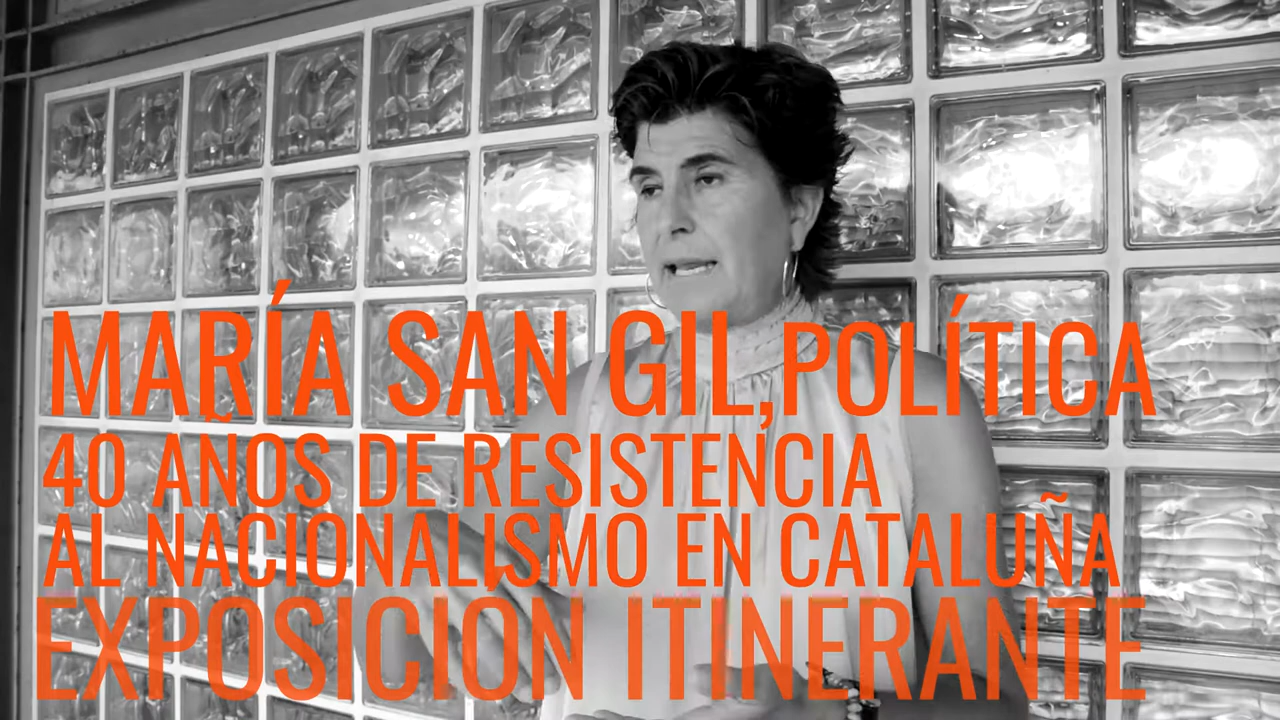 MARÍA SAN GIL, POLÍTICA
40 AÑOS DE RESISTENCIA
AL NACIONALISMO EN CATALUÑA
EXPOSICIÓN ITINERANTE